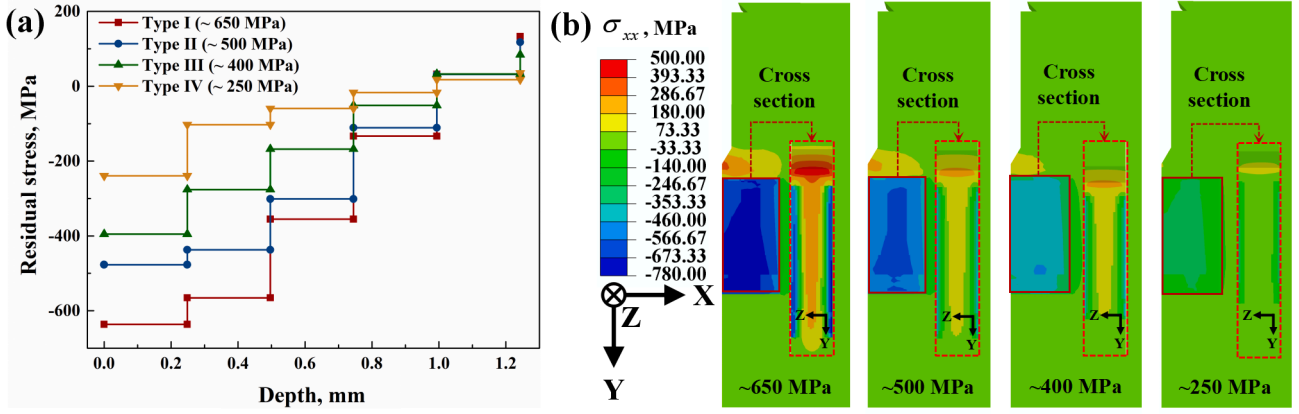 (a)
200
0
-200
-400
-600
Residual stress, MPa
Type I (~ 650 MPa)
Type II (~ 500 MPa)
Type III (~ 400 MPa)
Type IV (~ 250 MPa)
0.0 0.2 0.4 0.6 0.8 1.0 1.2
Depth, mm
(b)
σxx, MPa
500.00
393.33
286.67
180.00
73.33
-33.33
-140.00
-246.67
-353.33
-460.00
-566.67
-673.33
-780.00
X
Z
Y
Cross
section
Z
Y
~650 MPa
Cross
section
Z
Y
~500 MPa
Cross
section
Z
Y
~400 MPa
Cross
section
Z
Y
~250 MPa